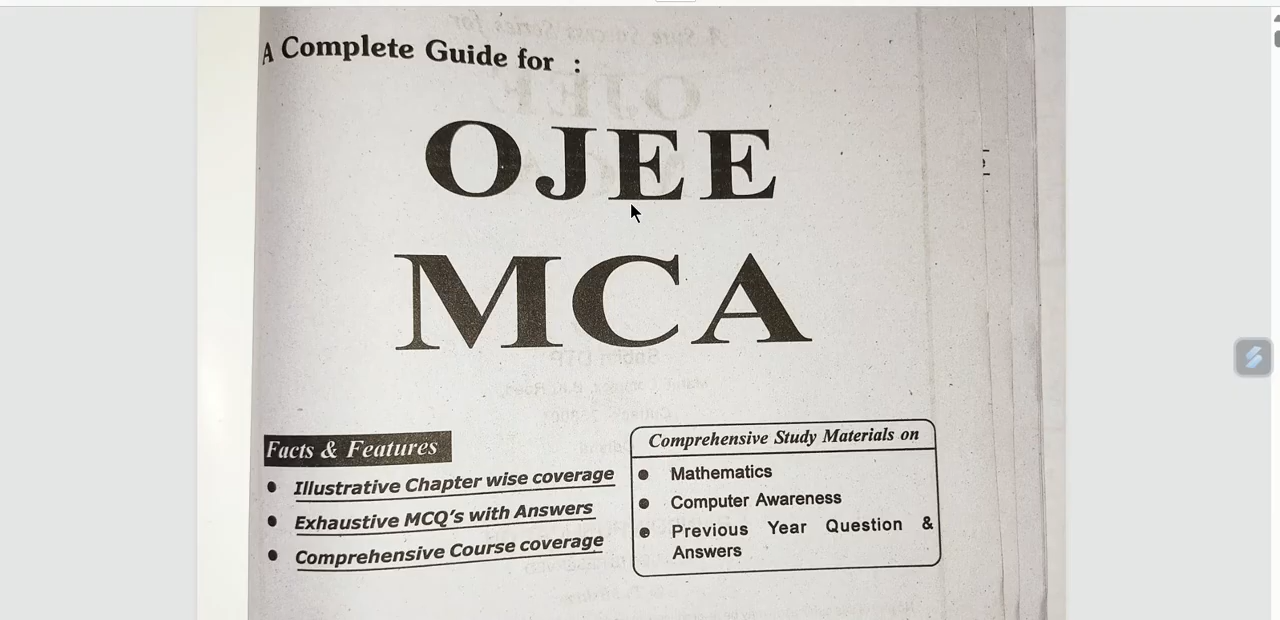 A Complete Guide for :
OJEE
MCA
Facts & Features
• Illustrative Chapter wise coverage
• Exhaustive MCQ's with Answers
• Comprehensive Course coverage
Comprehensive Study Materials on
• Mathematics
• Computer Awareness
• Previous Year Question &
Answers